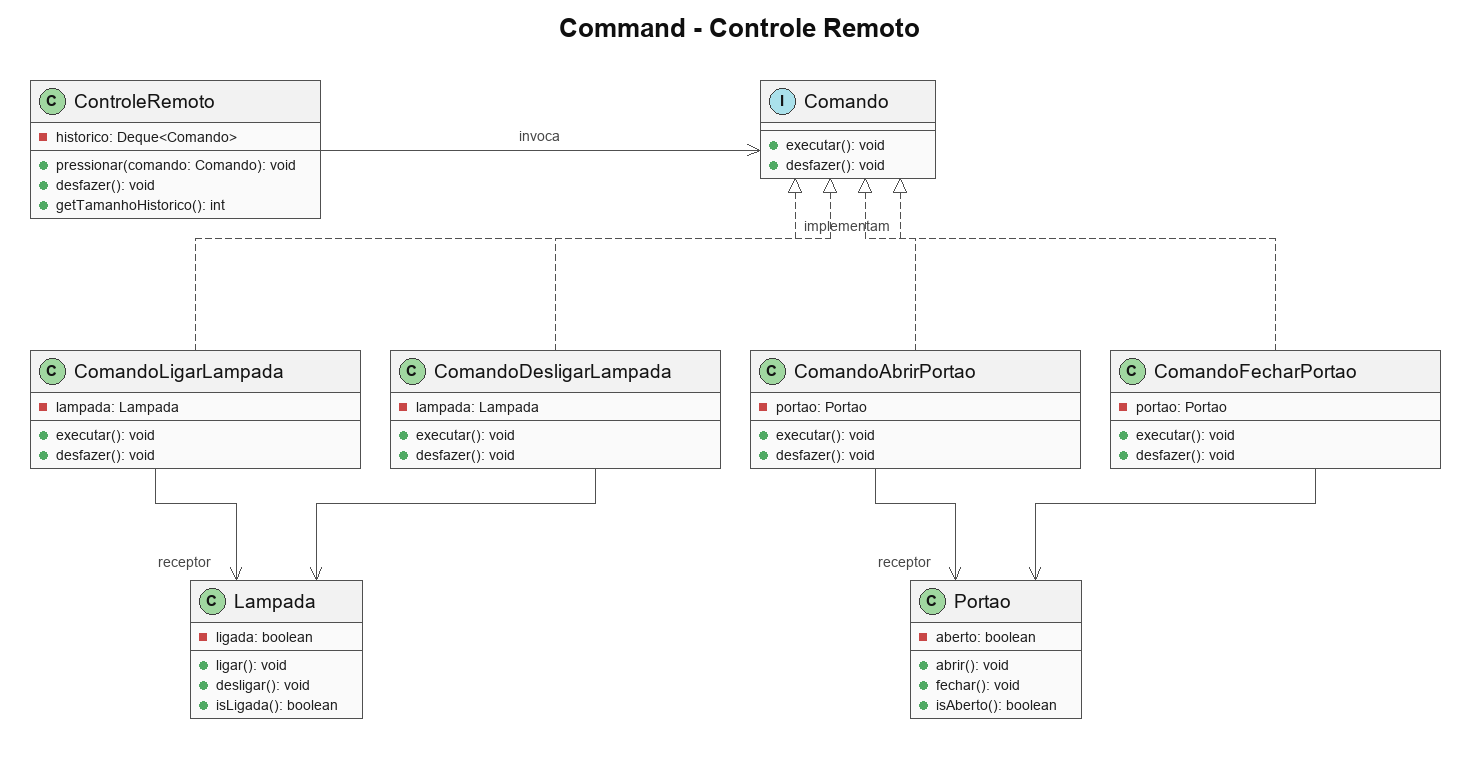 Command - Controle Remoto
C ControleRemoto
historico: Deque<Comando>
pressionar(comando: Comando): void
desfazer(): void
getTamanhoHistorico(): int
invoca
I Comando
executar(): void
desfazer(): void
implementam
C ComandoLigarLampada
lampada: Lampada
executar(): void
desfazer(): void
C ComandoDesligarLampada
lampada: Lampada
executar(): void
desfazer(): void
C ComandoAbrirPortao
portao: Portao
executar(): void
desfazer(): void
C ComandoFecharPortao
portao: Portao
executar(): void
desfazer(): void
receptor
C Lampada
ligada: boolean
ligar(): void
desligar(): void
isLigada(): boolean
receptor
C Portao
aberto: boolean
abrir(): void
fechar(): void
isAberto(): boolean